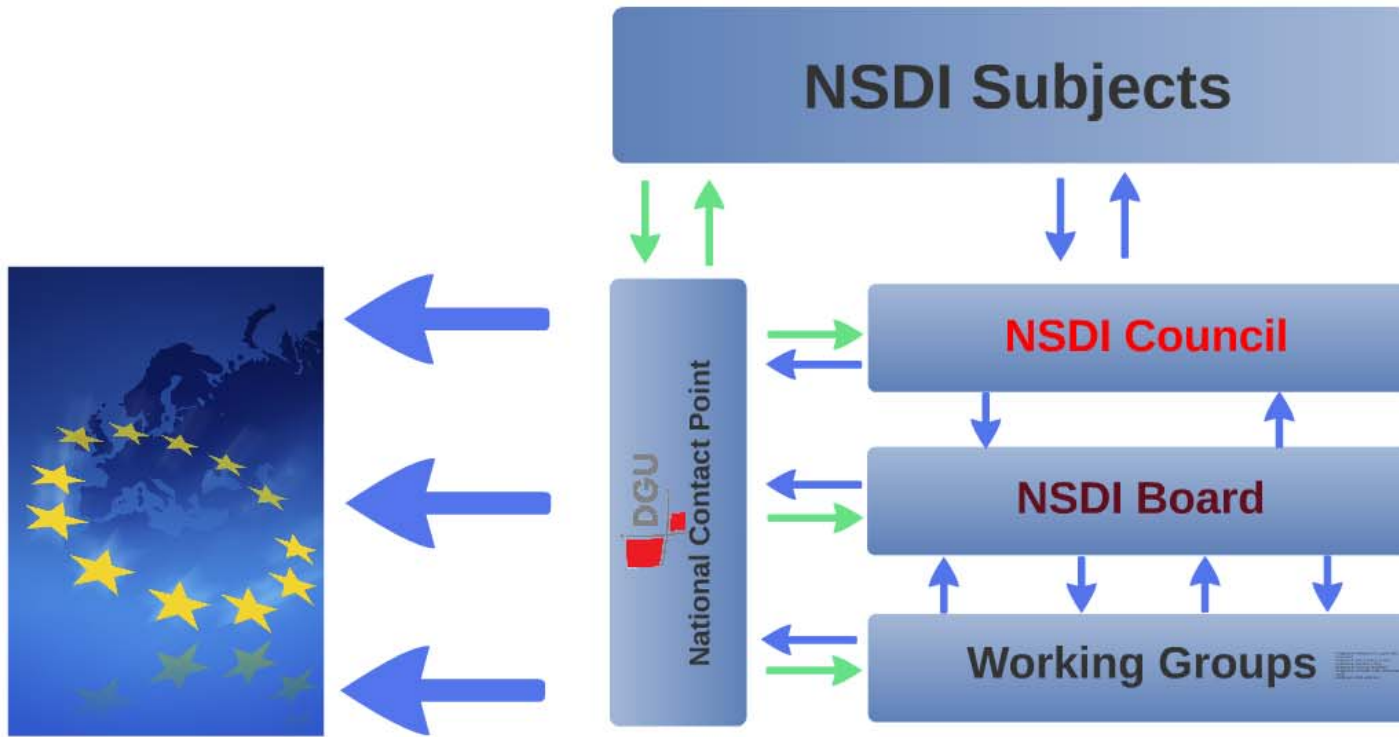 NSDI Subjects
NSDI Council
DGU
National Contact Point
NSDI Board
Working Groups